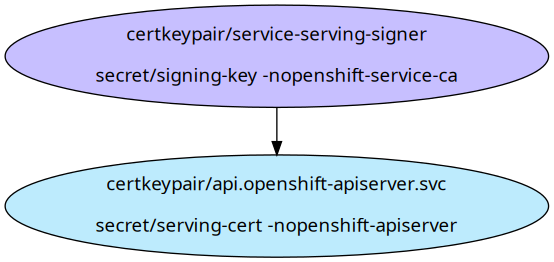 certkeypair/service-serving-signer
secret/signing-key -nopenshift-service-ca
certkeypair/api.openshift-apiserver.svc
secret/serving-cert -nopenshift-apiserver